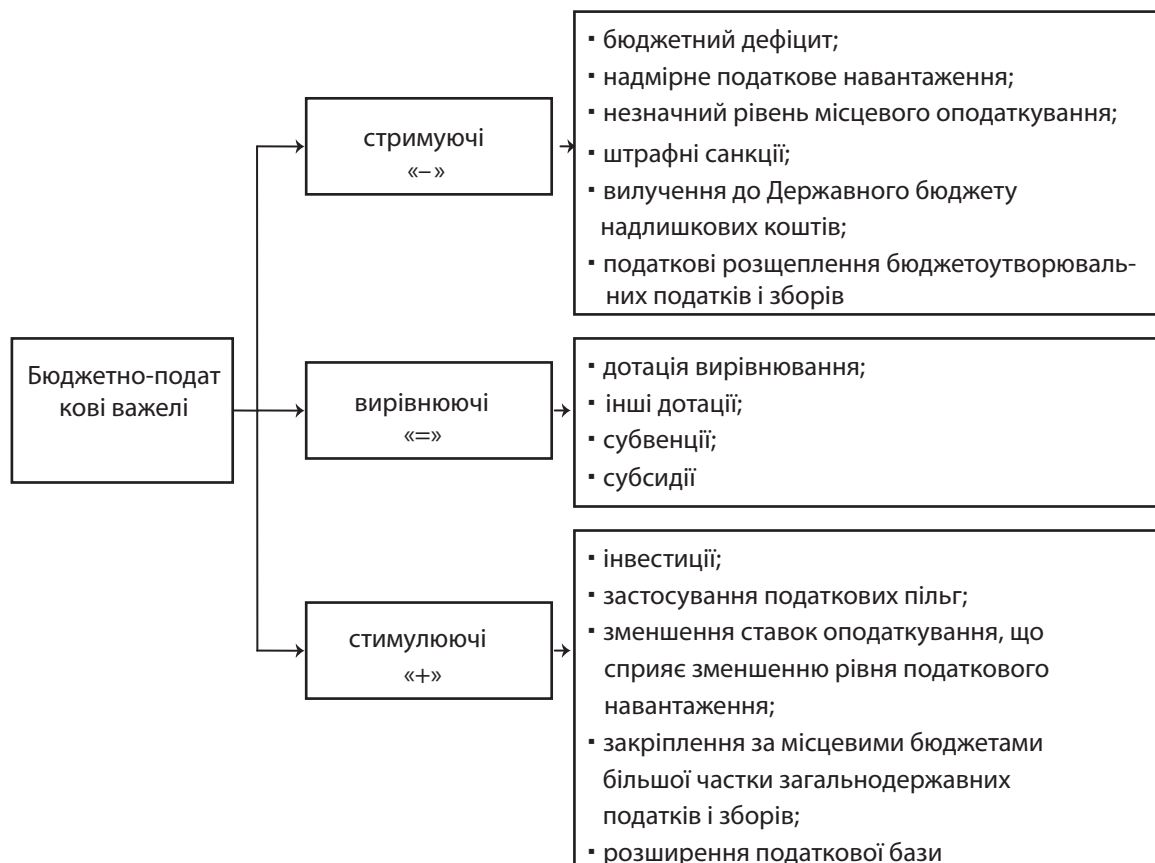 ▪ бюджетний дефіцит;
▪ надмірне податкове навантаження;
▪ незначний рівень місцевого оподаткування;
▪ штрафні санкції;
▪ вилучення до Державного бюджету
надлишкових коштів;
▪ податкові розщеплення бюджетоутворюваль-
них податків і зборів
стримуючі
«–»
Бюджетно-подат
кові важелі
вирівнюючі
«=»
▪ дотація вирівнювання;
▪ інші дотації;
▪ субвенції;
▪ субсидії
стимулюючі
«+»
▪ інвестиції;
▪ застосування податкових пільг;
▪ зменшення ставок оподаткування, що
сприяє зменшенню рівня податкового
навантаження;
▪ закріплення за місцевими бюджетами
більшої частки загальнодержавних
податків і зборів;
▪ розширення податкової бази